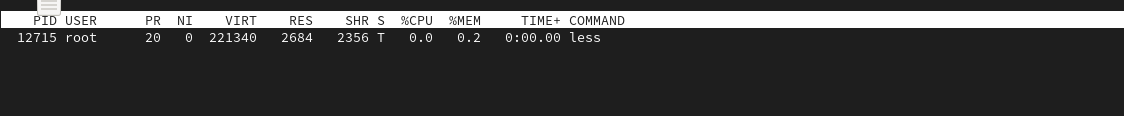 PID USER PR NI VIRT RES SHR S %CPU %MEM TIME+ COMMAND
12715 root 20 0 221340 2684 2356 T 0.0 0.2 0:00.00 less